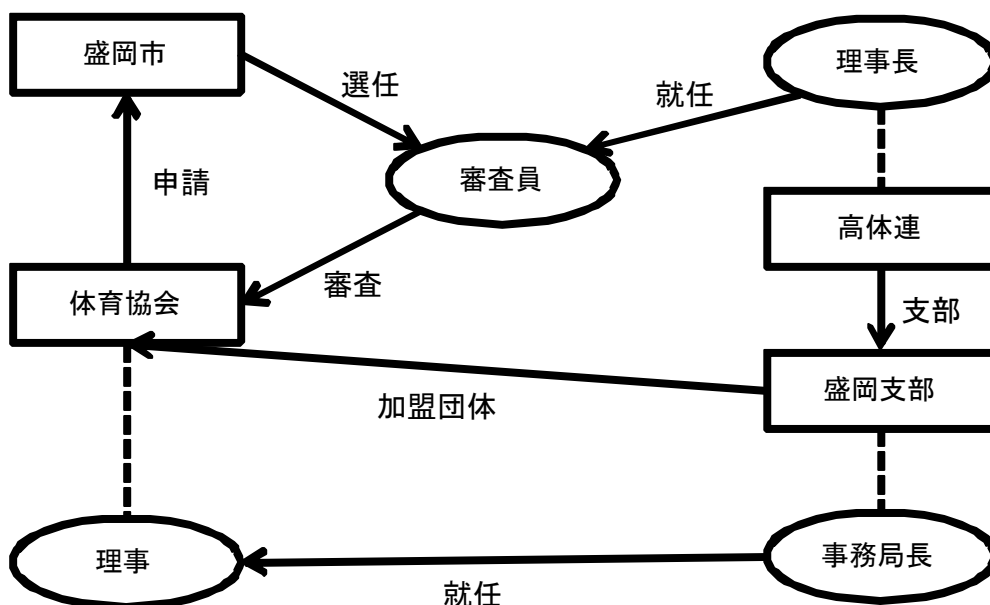 盛岡市
理事長
選任
就任
審査員
申請
高体連
体育協会
審査
支部
盛岡支部
加盟団体
理事
事務局長
就任